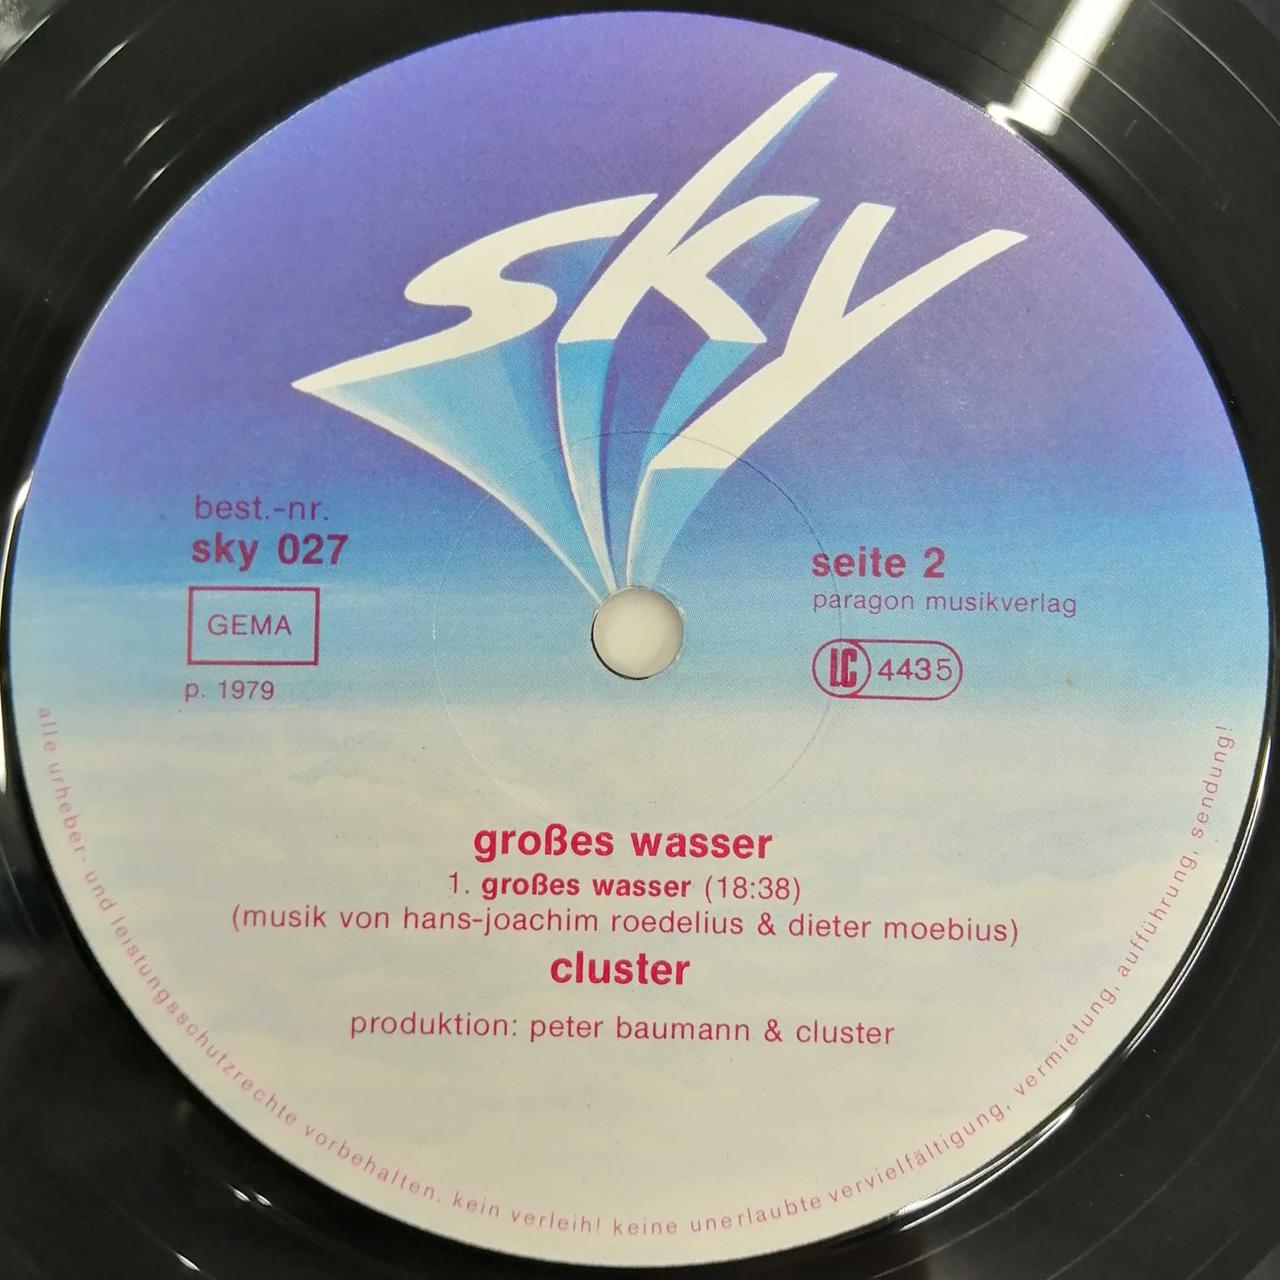 sky
best.-nr.
sky 027
GEMA
p. 1979
seite 2
paragon musikverlag
LC 4435
großes wasser
1. großes wasser (18:38)
(musik von hans-joachim roedelius & dieter moebius)
cluster
produktion: peter baumann & cluster
alle urheber- und leistungsschutzrechte vorbehalten. kein verleih! keine unerlaubte vervielfältigung, vermietung, aufführung, sendung!